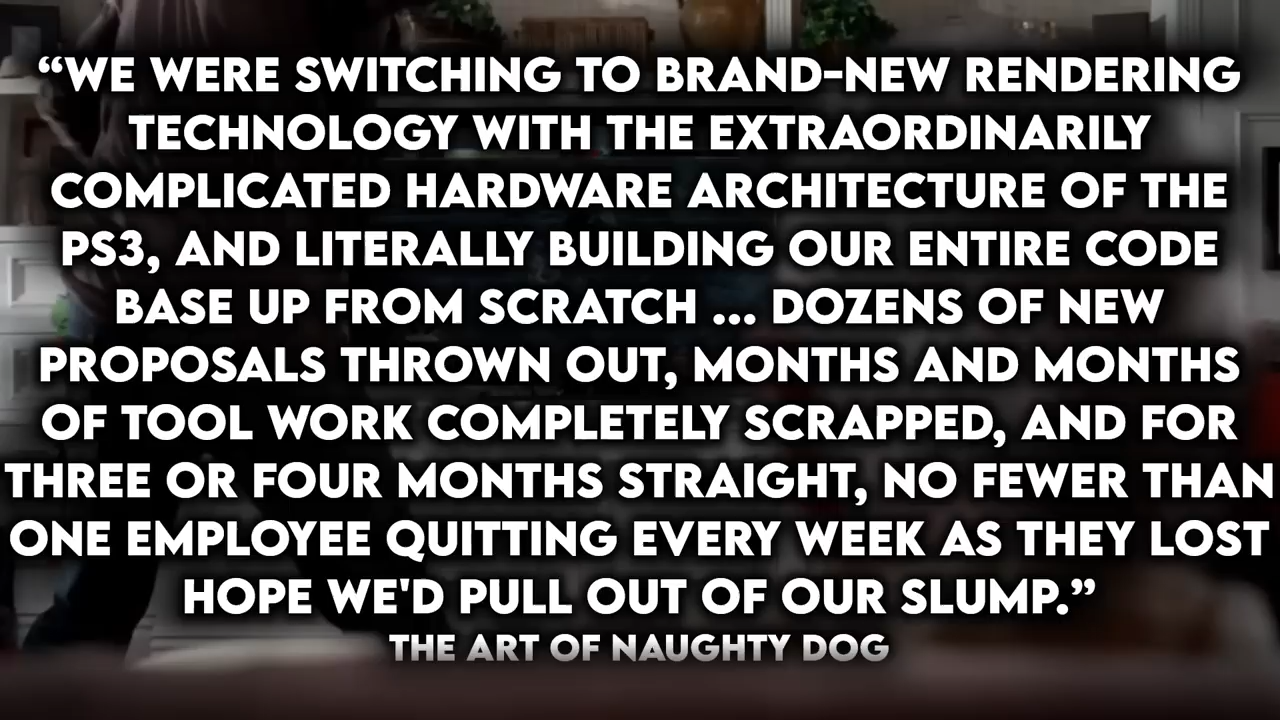 “WE WERE SWITCHING TO BRAND-NEW RENDERING
TECHNOLOGY WITH THE EXTRAORDINARILY
COMPLICATED HARDWARE ARCHITECTURE OF THE
PS3, AND LITERALLY BUILDING OUR ENTIRE CODE
BASE UP FROM SCRATCH ... DOZENS OF NEW
PROPOSALS THROWN OUT, MONTHS AND MONTHS
OF TOOL WORK COMPLETELY SCRAPPED, AND FOR
THREE OR FOUR MONTHS STRAIGHT, NO FEWER THAN
ONE EMPLOYEE QUITTING EVERY WEEK AS THEY LOST
HOPE WE'D PULL OUT OF OUR SLUMP.”
THE ART OF NAUGHTY DOG